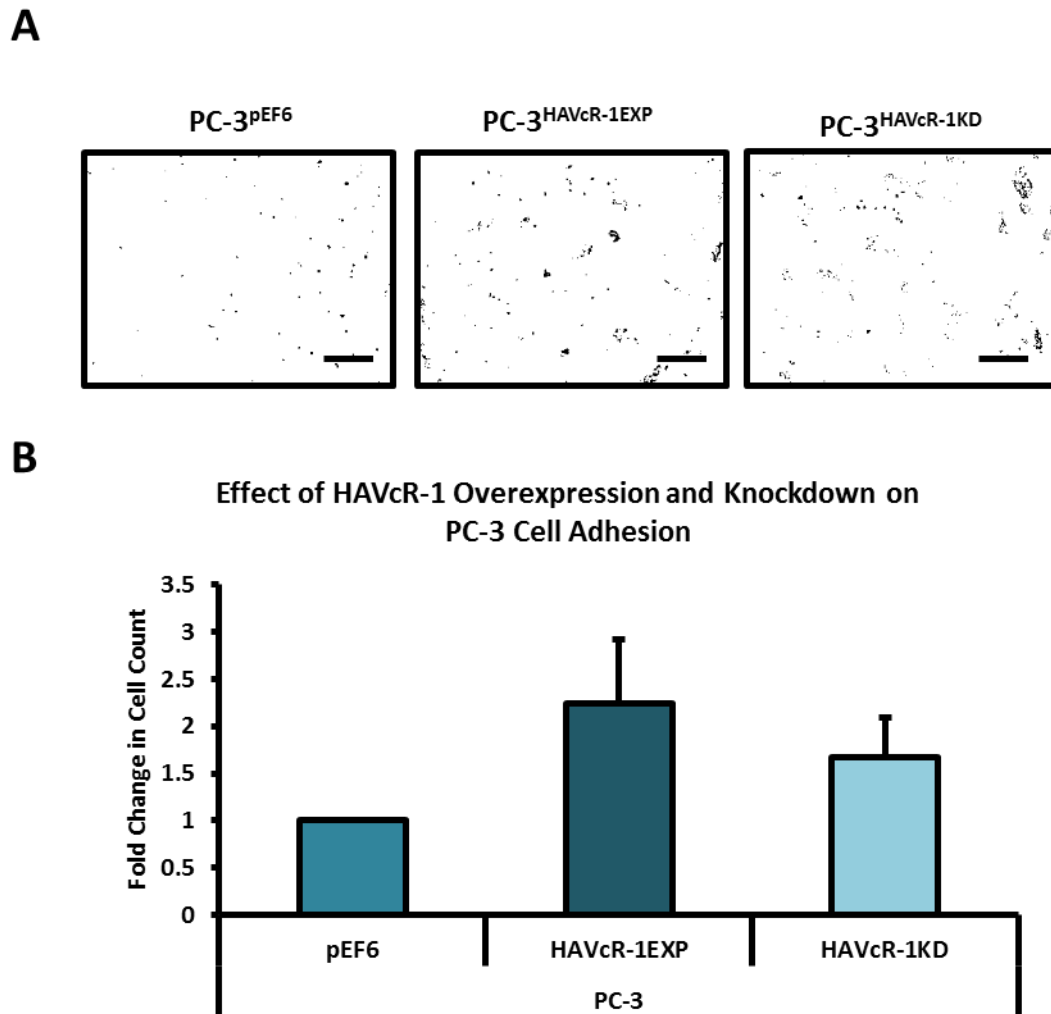 A
PC-3pEF6 PC-3HAVcR-1EXP PC-3HAVcR-1KD
B
Effect of HAVcR-1 Overexpression and Knockdown on
PC-3 Cell Adhesion
Fold Change in Cell Count
3.5
3
2.5
2
1.5
1
0.5
0
pEF6 HAVcR-1EXP HAVcR-1KD
PC-3